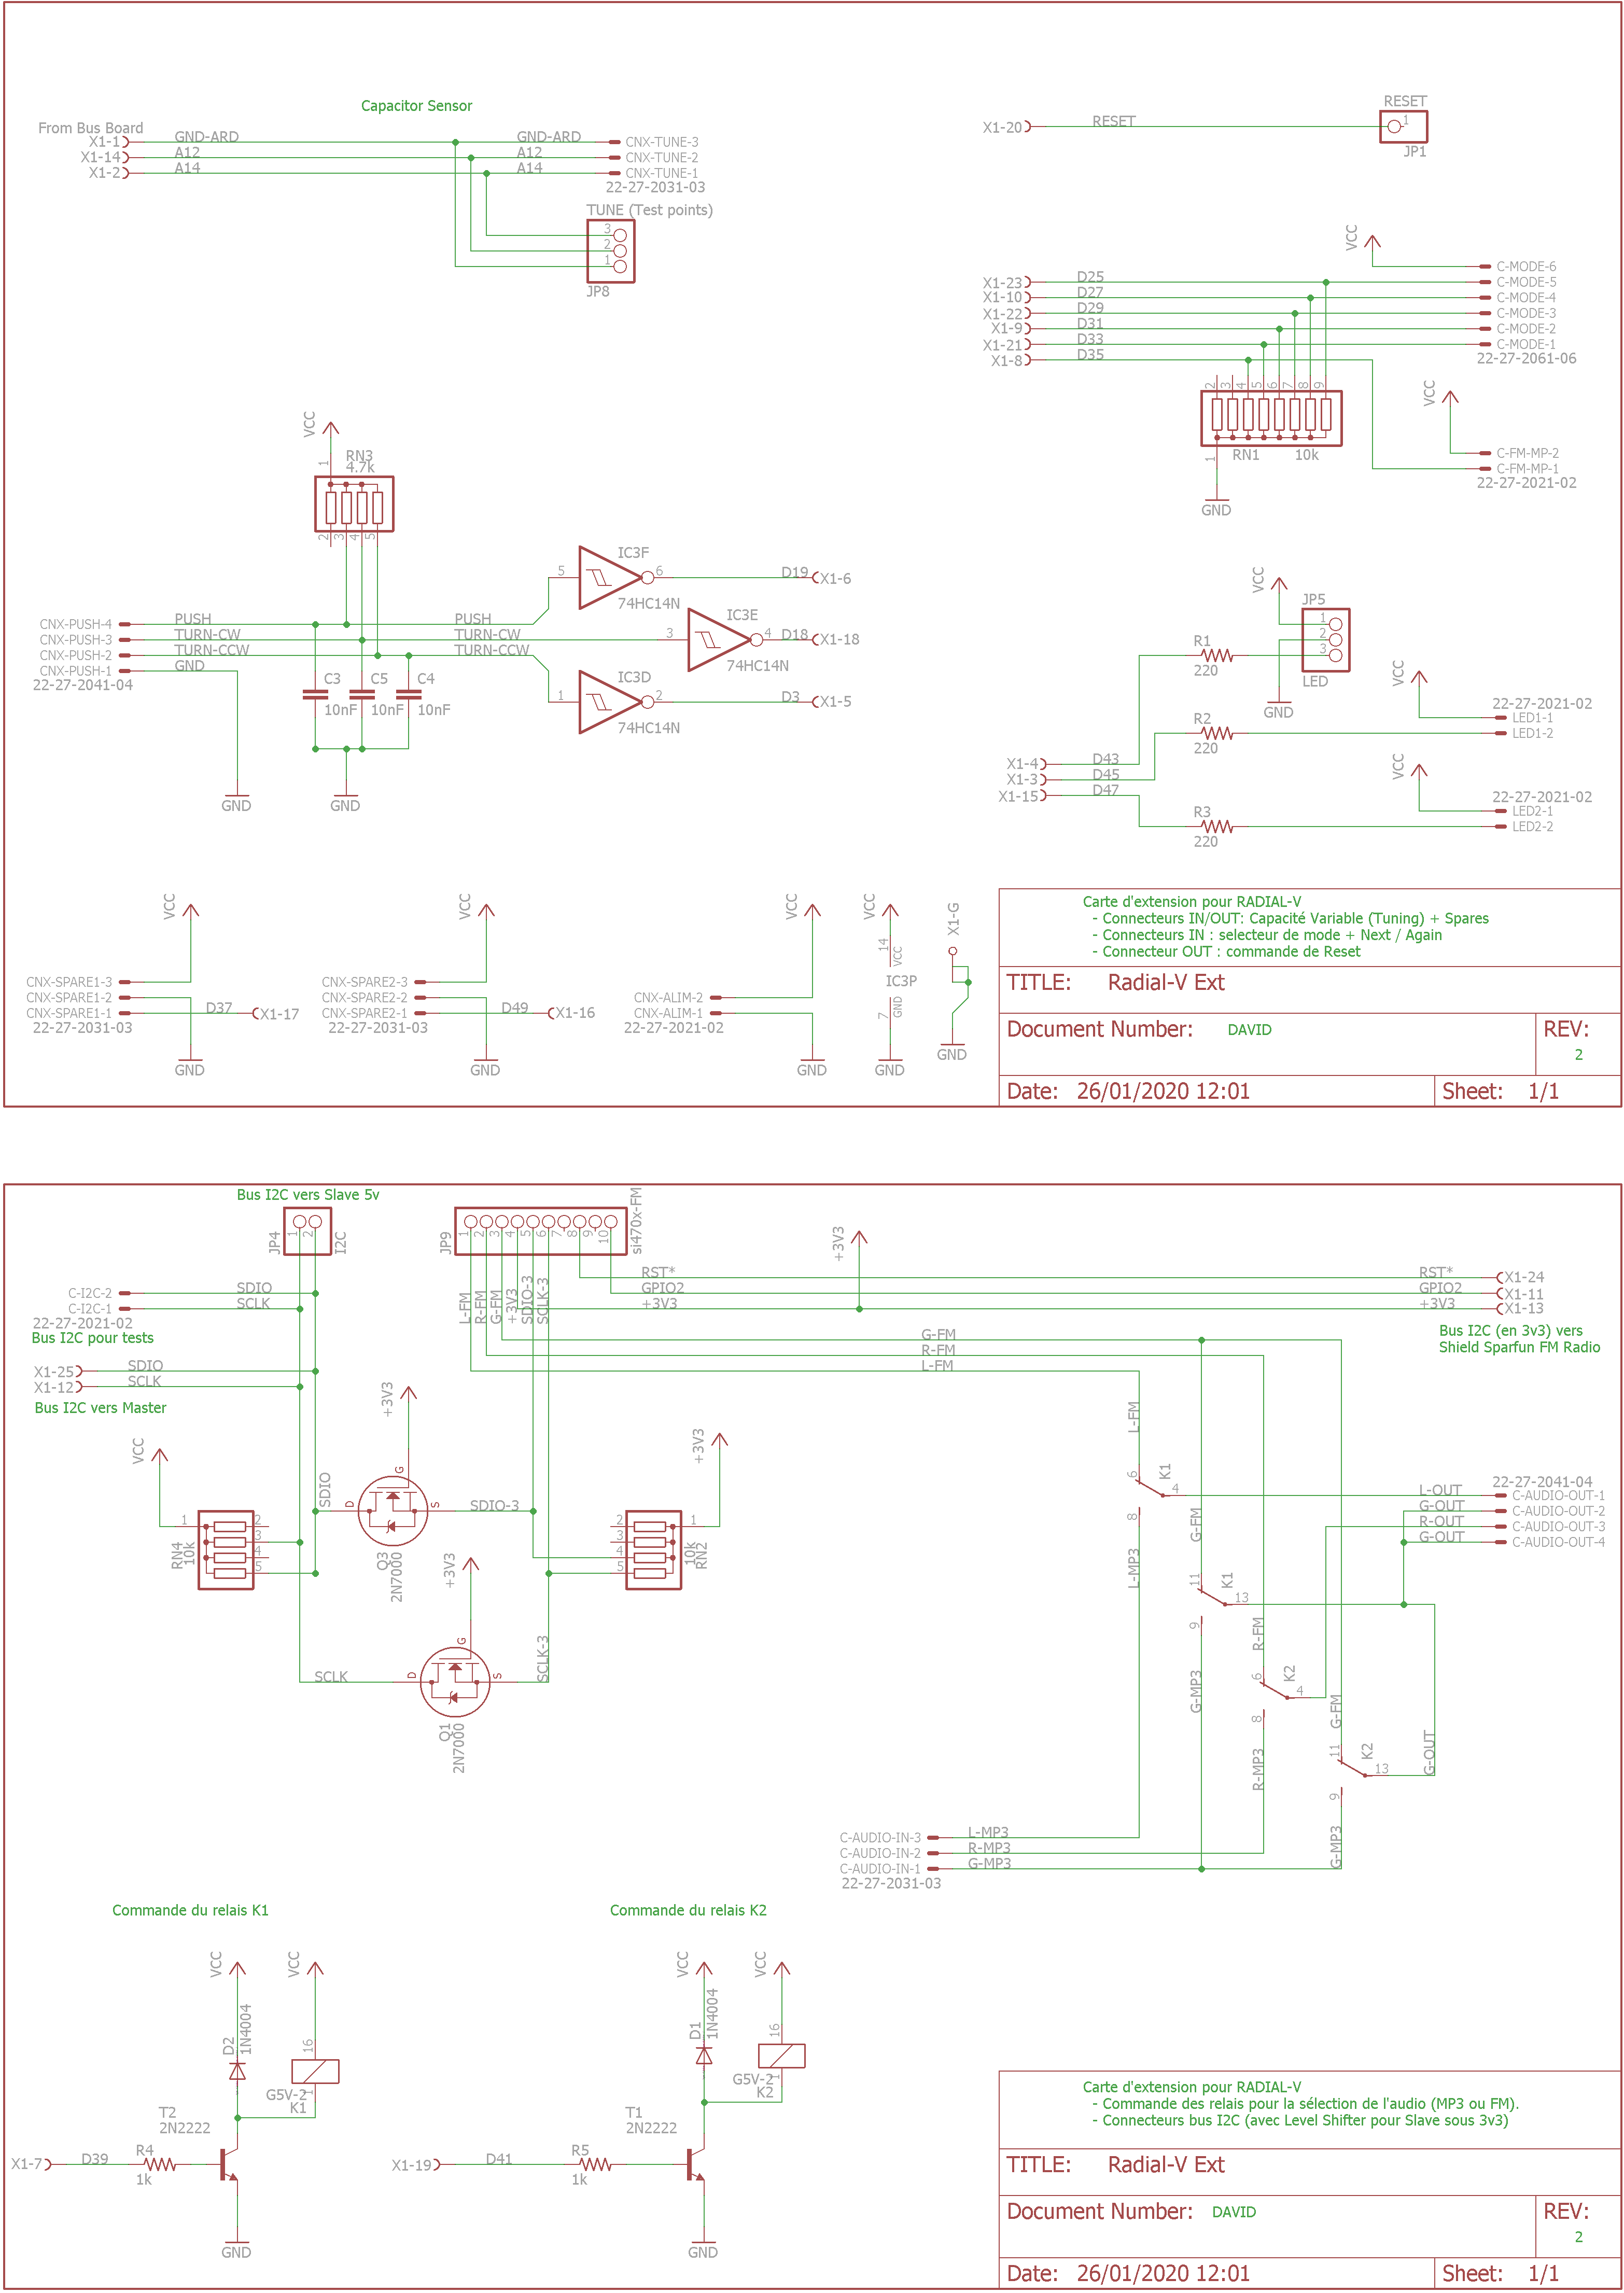 Capacitor Sensor
From Bus Board
X1-1 GND-ARD GND-ARD CNX-TUNE-3
X1-14 A12 A12 CNX-TUNE-2
X1-2 A14 A14 CNX-TUNE-1
22-27-2031-03
TUNE (Test points)
3
2
1
JP8
RESET
X1-20 RESET 1
JP1
VCC
C-MODE-6
X1-23 D25 C-MODE-5
X1-10 D27 C-MODE-4
X1-22 D29 C-MODE-3
X1-9 D31 C-MODE-2
X1-21 D33 C-MODE-1
X1-8 D35 22-27-2061-06
2 3 4 5 6 7 8 9
1 RN1 10k
GND
VCC
C-FM-MP-2
C-FM-MP-1
22-27-2021-02
VCC
1 RN3
4.7k
2 3 4 5
IC3F
5 6 D19 X1-6
74HC14N
IC3E
3 4 D18 X1-18
74HC14N
IC3D
1 2 D3 X1-5
74HC14N
CNX-PUSH-4 PUSH PUSH
CNX-PUSH-3 TURN-CW TURN-CW
CNX-PUSH-2 TURN-CCW TURN-CCW
CNX-PUSH-1 GND
22-27-2041-04
C3 C5 C4
10nF 10nF 10nF
GND GND
VCC
JP5
1
2
3
LED
R1
220
GND
VCC
22-27-2021-02
LED1-1
LED1-2
R2
220
X1-4 D43
X1-3 D45
X1-15 D47
VCC
22-27-2021-02
LED2-1
LED2-2
R3
220
VCC
CNX-SPARE1-3
CNX-SPARE1-2
CNX-SPARE1-1 D37 X1-17
22-27-2031-03
GND
VCC
CNX-SPARE2-3
CNX-SPARE2-2
CNX-SPARE2-1 D49 X1-16
22-27-2031-03
GND
VCC
CNX-ALIM-2
CNX-ALIM-1
22-27-2021-02
GND
VCC
14 VCC
IC3P
7 GND
GND
X1-G
GND
Carte d'extension pour RADIAL-V
- Connecteurs IN/OUT: Capacité Variable (Tuning) + Spares
- Connecteurs IN : selecteur de mode + Next / Again
- Connecteur OUT : commande de Reset
TITLE: Radial-V Ext
Document Number: DAVID REV:
2
Date: 26/01/2020 12:01 Sheet: 1/1
Bus I2C vers Slave 5v
JP4 1 2 I2C
JP9 1 2 3 4 5 6 7 8 9 10 si470x-FM
L-FM R-FM G-FM +3V3 SDIO-3 SCLK-3
+3V3
RST* RST* X1-24
GPIO2 GPIO2 X1-11
+3V3 +3V3 X1-13
C-I2C-2 SDIO
C-I2C-1 SCLK
22-27-2021-02
Bus I2C pour tests
X1-25 SDIO
X1-12 SCLK
Bus I2C vers Master
Bus I2C (en 3v3) vers
Shield Sparfun FM Radio
G-FM
R-FM
L-FM
VCC
1 2
3
4
5
RN4
10k
SDIO
+3V3
D G S
SDIO-3
Q3
2N7000
+3V3
2 1
3
4
5
10k
RN2
+3V3
SCLK D G S SCLK-3
Q1
2N7000
L-FM
6 K1
4
8
L-MP3
G-FM
11 K1
13
9
G-MP3
R-FM
6 K2
4
8
R-MP3
G-FM
11 K2
13
9
G-MP3
G-OUT
22-27-2041-04
L-OUT C-AUDIO-OUT-1
G-OUT C-AUDIO-OUT-2
R-OUT C-AUDIO-OUT-3
G-OUT C-AUDIO-OUT-4
C-AUDIO-IN-3 L-MP3
C-AUDIO-IN-2 R-MP3
C-AUDIO-IN-1 G-MP3
22-27-2031-03
Commande du relais K1
VCC VCC
D2 1N4004
16
G5V-2 1
K1
T2
2N2222
X1-7 D39 R4
1k
GND
Commande du relais K2
VCC VCC
D1 1N4004
16
G5V-2 1
K2
T1
2N2222
X1-19 D41 R5
1k
GND
Carte d'extension pour RADIAL-V
- Commande des relais pour la sélection de l'audio (MP3 ou FM).
- Connecteurs bus I2C (avec Level Shifter pour Slave sous 3v3)
TITLE: Radial-V Ext
Document Number: DAVID REV:
2
Date: 26/01/2020 12:01 Sheet: 1/1